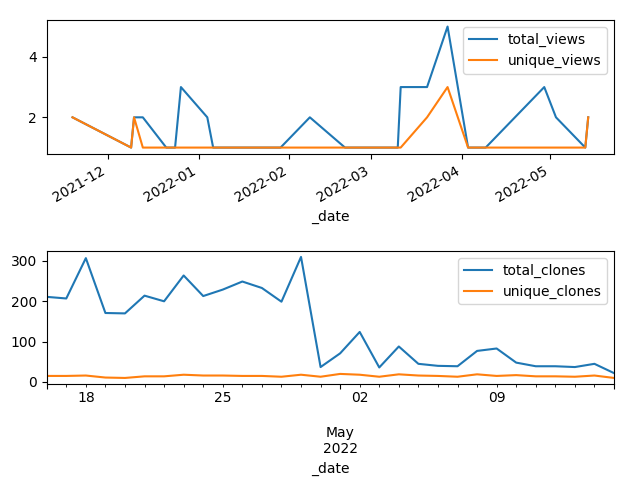 total_views
unique_views
4
2
2021-12 2022-01 2022-02 2022-03 2022-04 2022-05
_date
total_clones
unique_clones
300
200
100
0
18 25 02 09
May
2022
_date